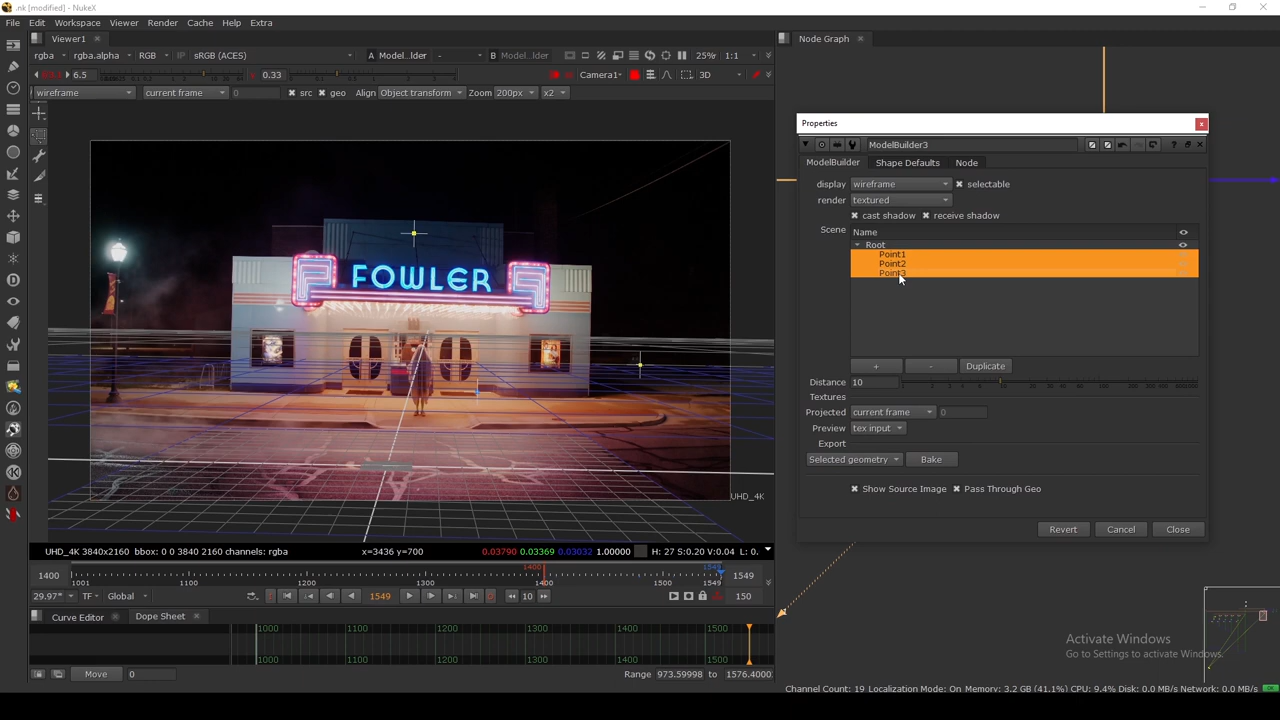 .nk [modified] - NukeX
File Edit Workspace Viewer Render Cache Help Extra
Viewer1
Node Graph
rgba rgba.alpha RGB IP sRGB (ACES) A Model...lder - B Model...lder 25% 1:1
6.5 0.33 Camera1 3D
wireframe current frame 0 src geo Align Object transform Zoom 200px x2
FOWLER
UHD_4K
UHD_4K 3840x2160 bbox: 0 0 3840 2160 channels: rgba x=3436 y=700 0.03790 0.03369 0.03032 1.00000 H: 27 S:0.20 V:0.04 L: 0.
1400 1549
1400 1549
1001 1100 1200 1300 1400 1500
29.97* TF Global 1549 10 150
Curve Editor Dope Sheet
1000 1100 1200 1300 1400 1500
1000 1100 1200 1300 1400 1500
Move 0 Range 973.59998 to 1576.4000
Properties
ModelBuilder3
ModelBuilder Shape Defaults Node
display wireframe selectable
render textured
cast shadow receive shadow
Scene Name
Root
Point1
Point2
Point3
+ - Duplicate
Distance 10
Textures
Projected current frame 0
Preview tex input
Export
Selected geometry Bake
Show Source Image Pass Through Geo
Revert Cancel Close
Activate Windows
Go to Settings to activate Windows.
Channel Count: 19 Localization Mode: On Memory: 3.2 GB (41.1%) CPU: 9.4% Disk: 0.0 MB/s Network: 0.0 MB/s